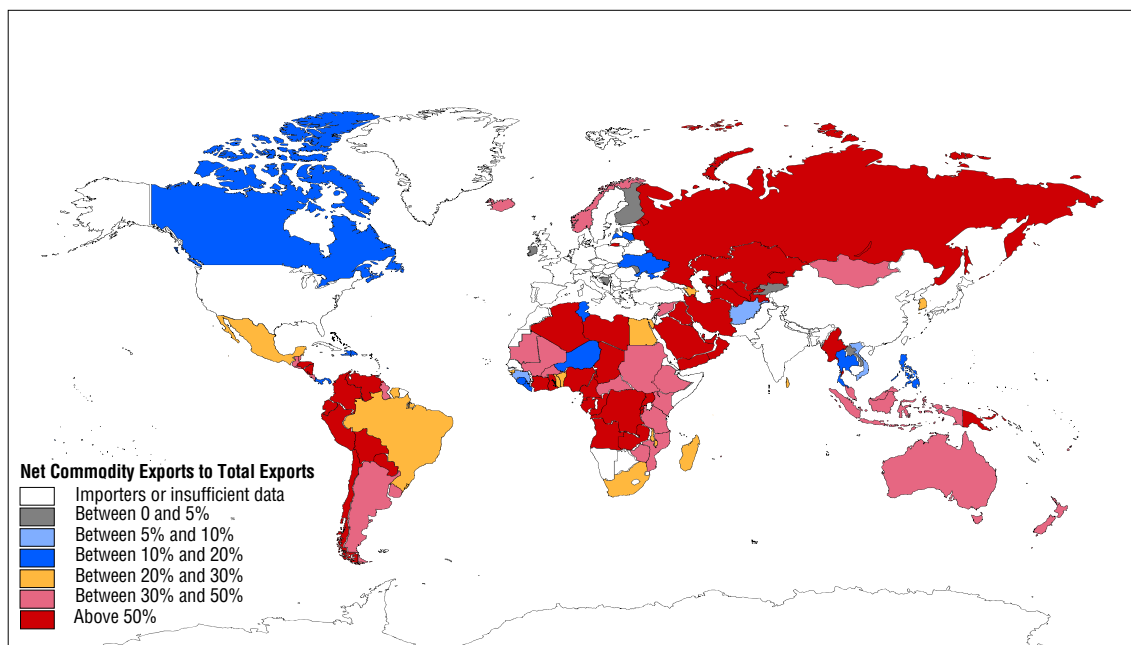 Net Commodity Exports to Total Exports
Importers or insufficient data
Between 0 and 5%
Between 5% and 10%
Between 10% and 20%
Between 20% and 30%
Between 30% and 50%
Above 50%